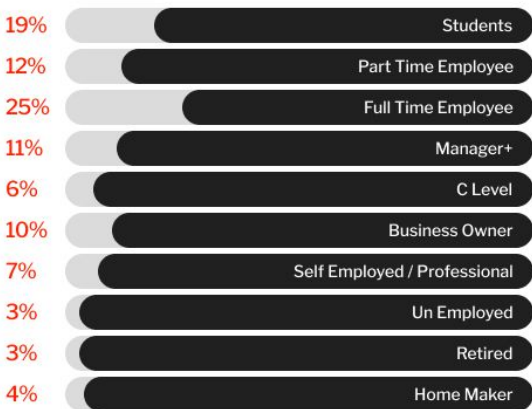 19% Students
12% Part Time Employee
25% Full Time Employee
11% Manager+
6% C Level
10% Business Owner
7% Self Employed / Professional
3% Un Employed
3% Retired
4% Home Maker